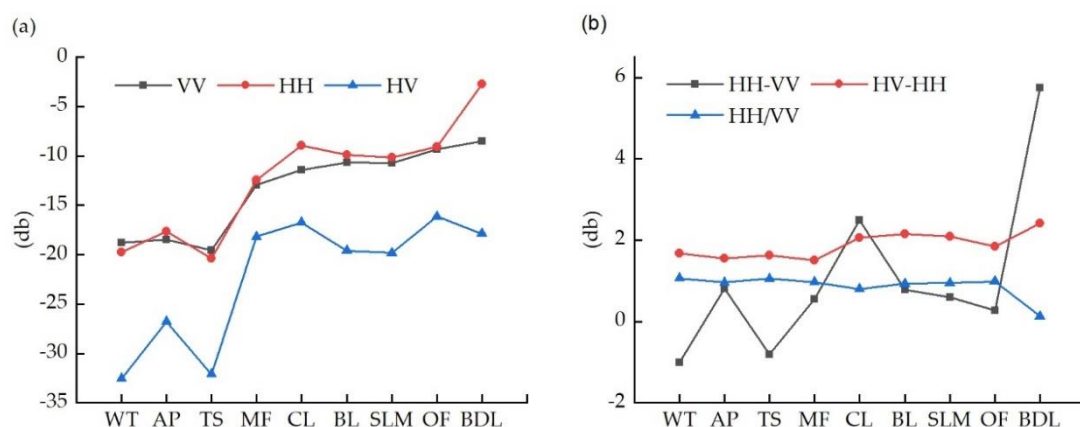 (a)
(db)
0
-5
-10
-15
-20
-25
-30
-35
VV HH HV
WT AP TS MF CL BL SLM OF BDL
(b)
(db)
6
4
2
0
-2
HH-VV HV-HH
HH/VV
WT AP TS MF CL BL SLM OF BDL